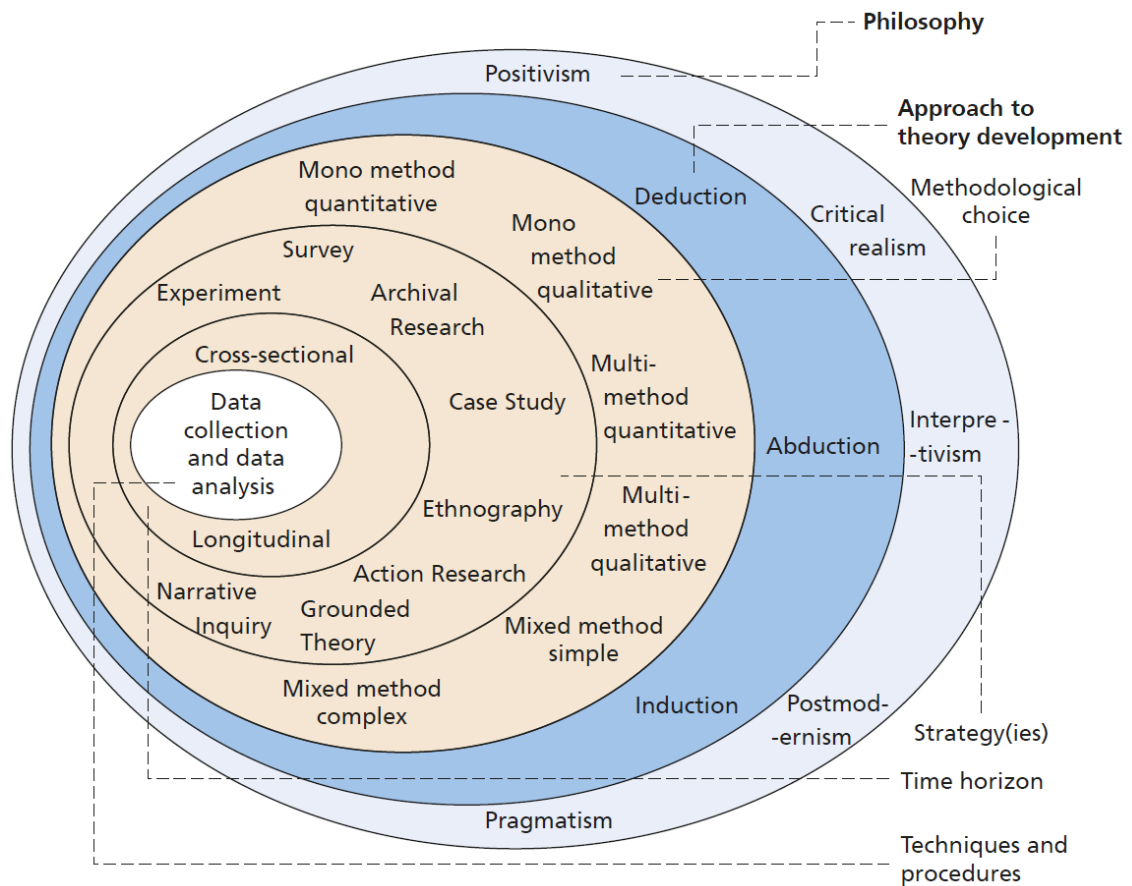 Philosophy
Positivism
Approach to
theory development
Mono method
quantitative
Deduction
Methodological
choice
Critical
realism
Mono
method
qualitative
Survey
Experiment
Archival
Research
Cross-sectional
Multi-
method
quantitative
Case Study
Data
collection
and data
analysis
Abduction
Interpre -
-tivism
Ethnography
Multi-
method
qualitative
Longitudinal
Action Research
Narrative
Inquiry
Grounded
Theory
Mixed method
simple
Mixed method
complex
Induction
Postmod-
-ernism
Strategy(ies)
Time horizon
Pragmatism
Techniques and
procedures